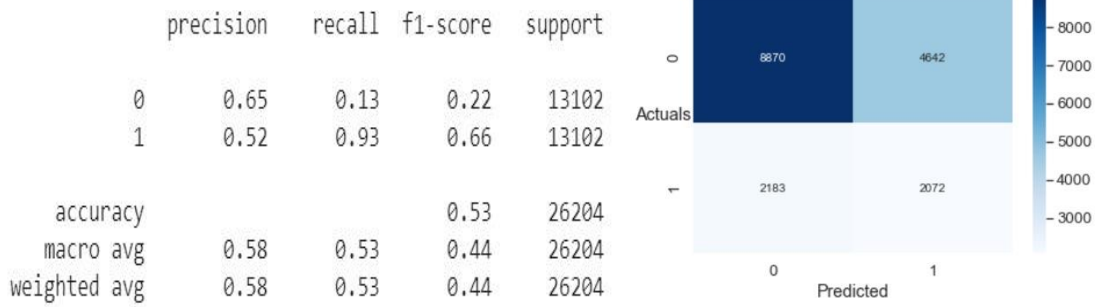 precision recall f1-score support
0 0.65 0.13 0.22 13102
1 0.52 0.93 0.66 13102
accuracy 0.53 26204
macro avg 0.58 0.53 0.44 26204
weighted avg 0.58 0.53 0.44 26204
0 8870 4642
Actuals
1 2183 2072
0 1
Predicted
8000
7000
6000
5000
4000
3000